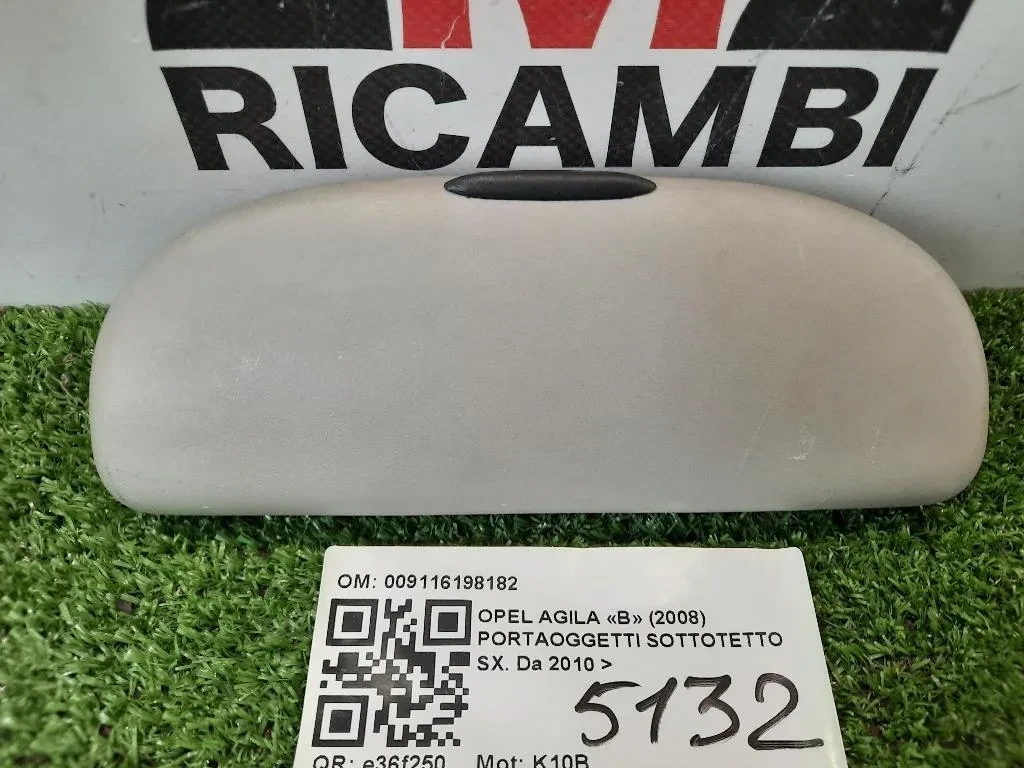 RICAMBI
OM: 009116198182
OPEL AGILA «B» (2008)
PORTAOGGETTI SOTTOTETTO
SX. Da 2010 >
5132
QR: e36f250 Mot: K10B